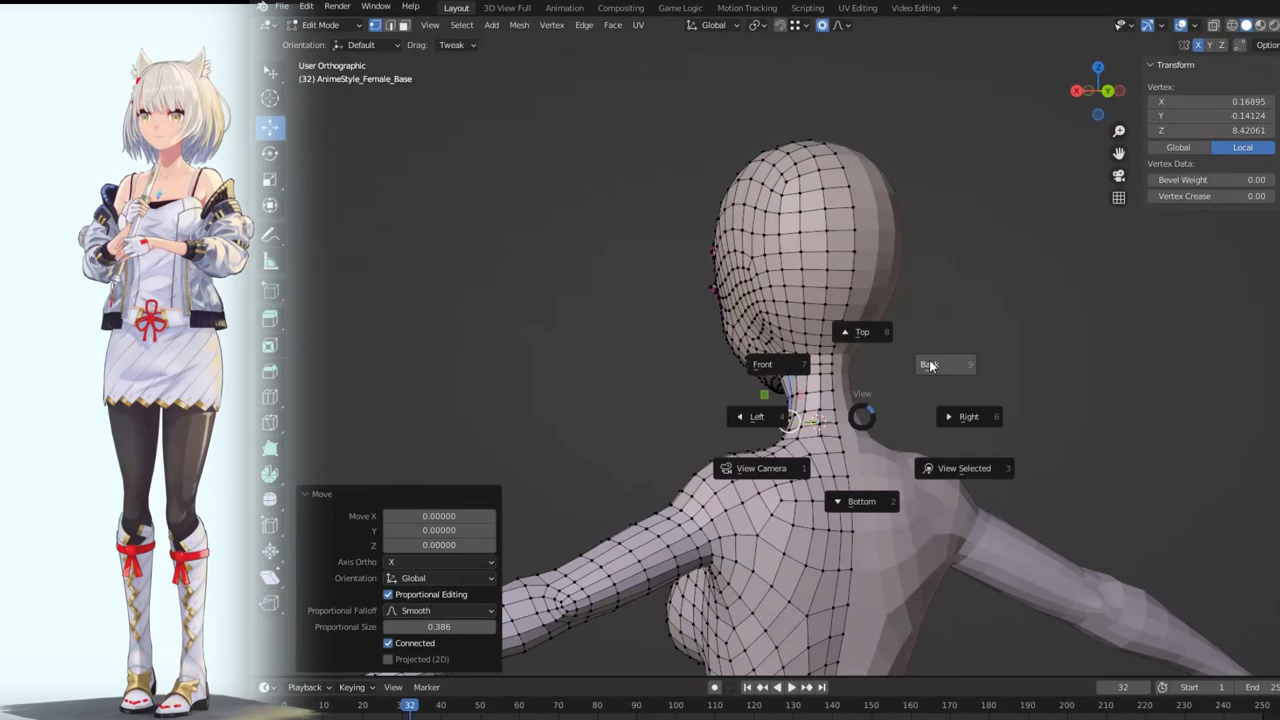 File Edit Render Window Help Layout 3D View Full Animation Compositing Game Logic Motion Tracking Scripting UV Editing Video Editing +
Edit Mode View Select Add Mesh Vertex Edge Face UV Global
Orientation: Default Drag: Tweak X Y Z
User Orthographic
(32) AnimeStyle_Female_Base
Z
X Y
Transform
Vertex:
X 0.16895
Y -0.14124
Z 8.42061
Global Local
Vertex Data:
Bevel Weight 0.00
Vertex Crease 0.00
Top 8
Front 7
Back 9
View
Left 4
Right 6
View Camera 1
View Selected 3
Bottom 2
Move
Move X 0.00000
Y 0.00000
Z 0.00000
Axis Ortho X
Orientation Global
Proportional Editing
Proportional Falloff Smooth
Proportional Size 0.386
Connected
Projected (2D)
Playback Keying View Marker 32 Start 1 End
32 50 60 70 80 90 100 110 120 130 140 150 160 170 180 190 200 210 220 230 240 250